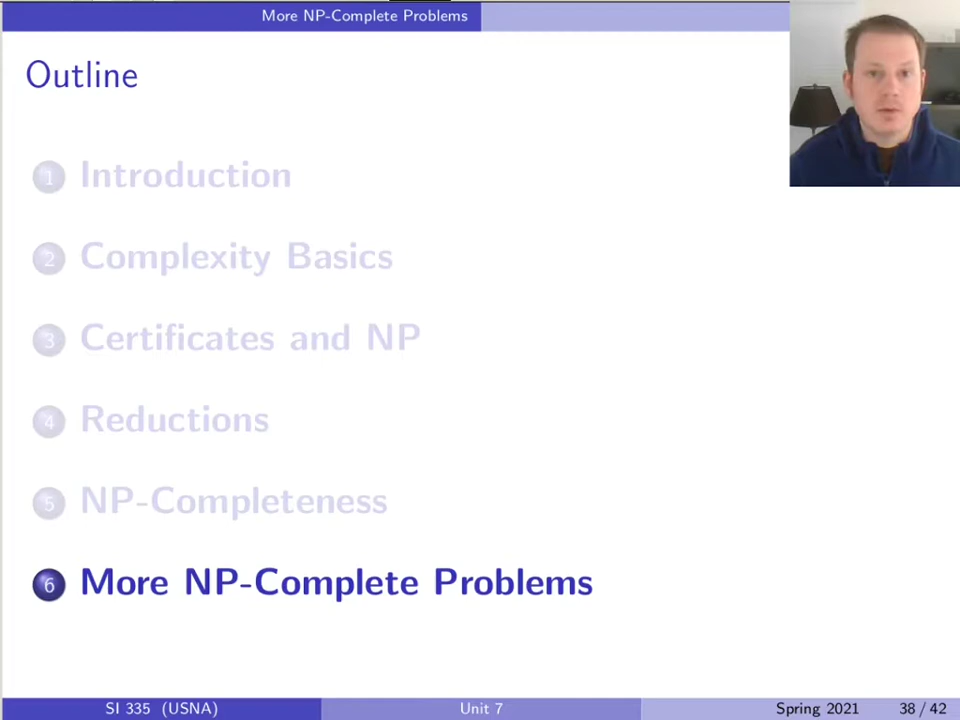 More NP-Complete Problems
Outline
1 Introduction
2 Complexity Basics
3 Certificates and NP
4 Reductions
5 NP-Completeness
6 More NP-Complete Problems
SI 335 (USNA) Unit 7 Spring 2021 38 / 42